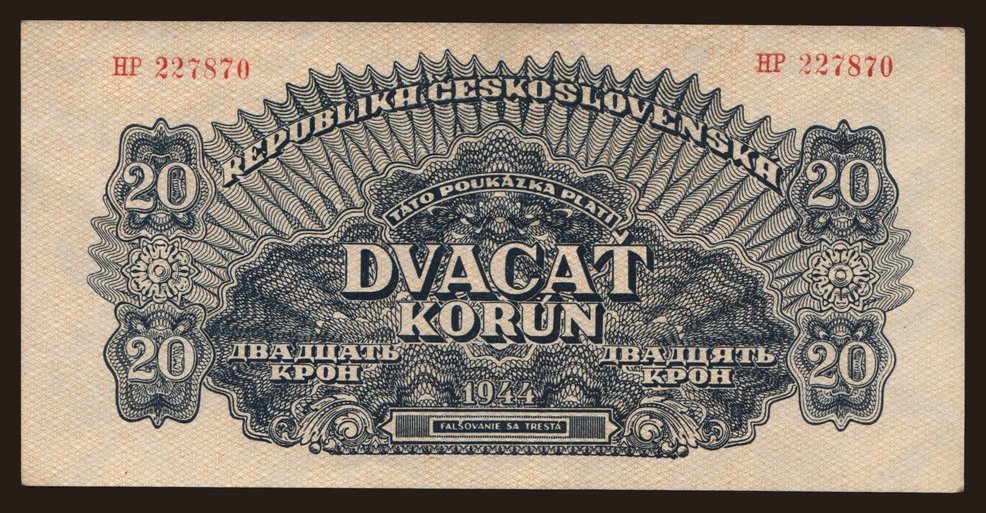 HP 227870
HP 227870
REPUBLIKA ČESKOSLOVENSKÁ
20
20
TÁTO POUKÁZKA PLATÍ
DVACAŤ
KORÚN
20
20
ДВАДЦАТЬ
КРОН
ДВАДЦЯТЬ
КРОН
1944
FALŠOVANIE SA TRESTÁ